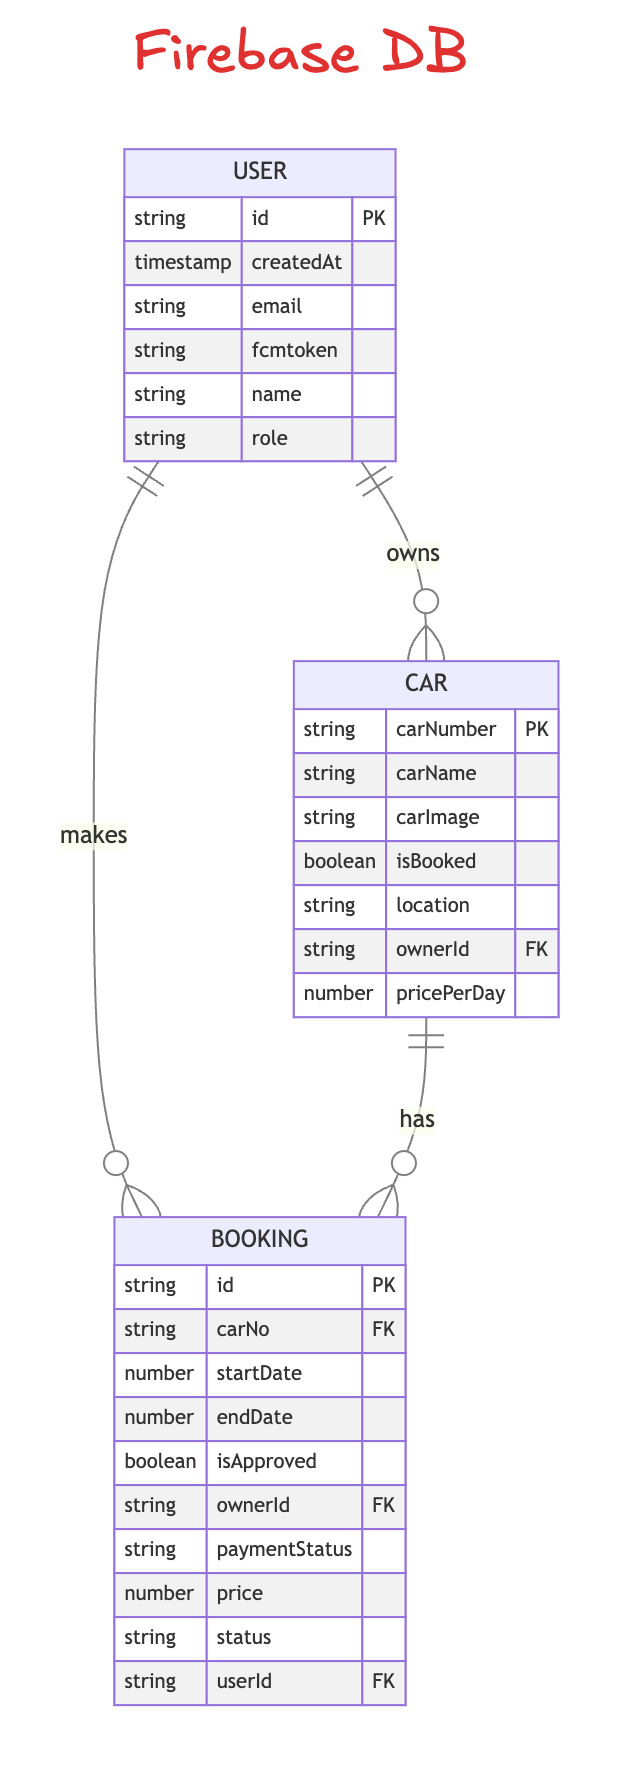 Firebase DB
USER
string id PK
timestamp createdAt
string email
string fcmtoken
string name
string role
owns
CAR
string carNumber PK
string carName
string carImage
boolean isBooked
string location
string ownerId FK
number pricePerDay
makes
has
BOOKING
string id PK
string carNo FK
number startDate
number endDate
boolean isApproved
string ownerId FK
string paymentStatus
number price
string status
string userId FK